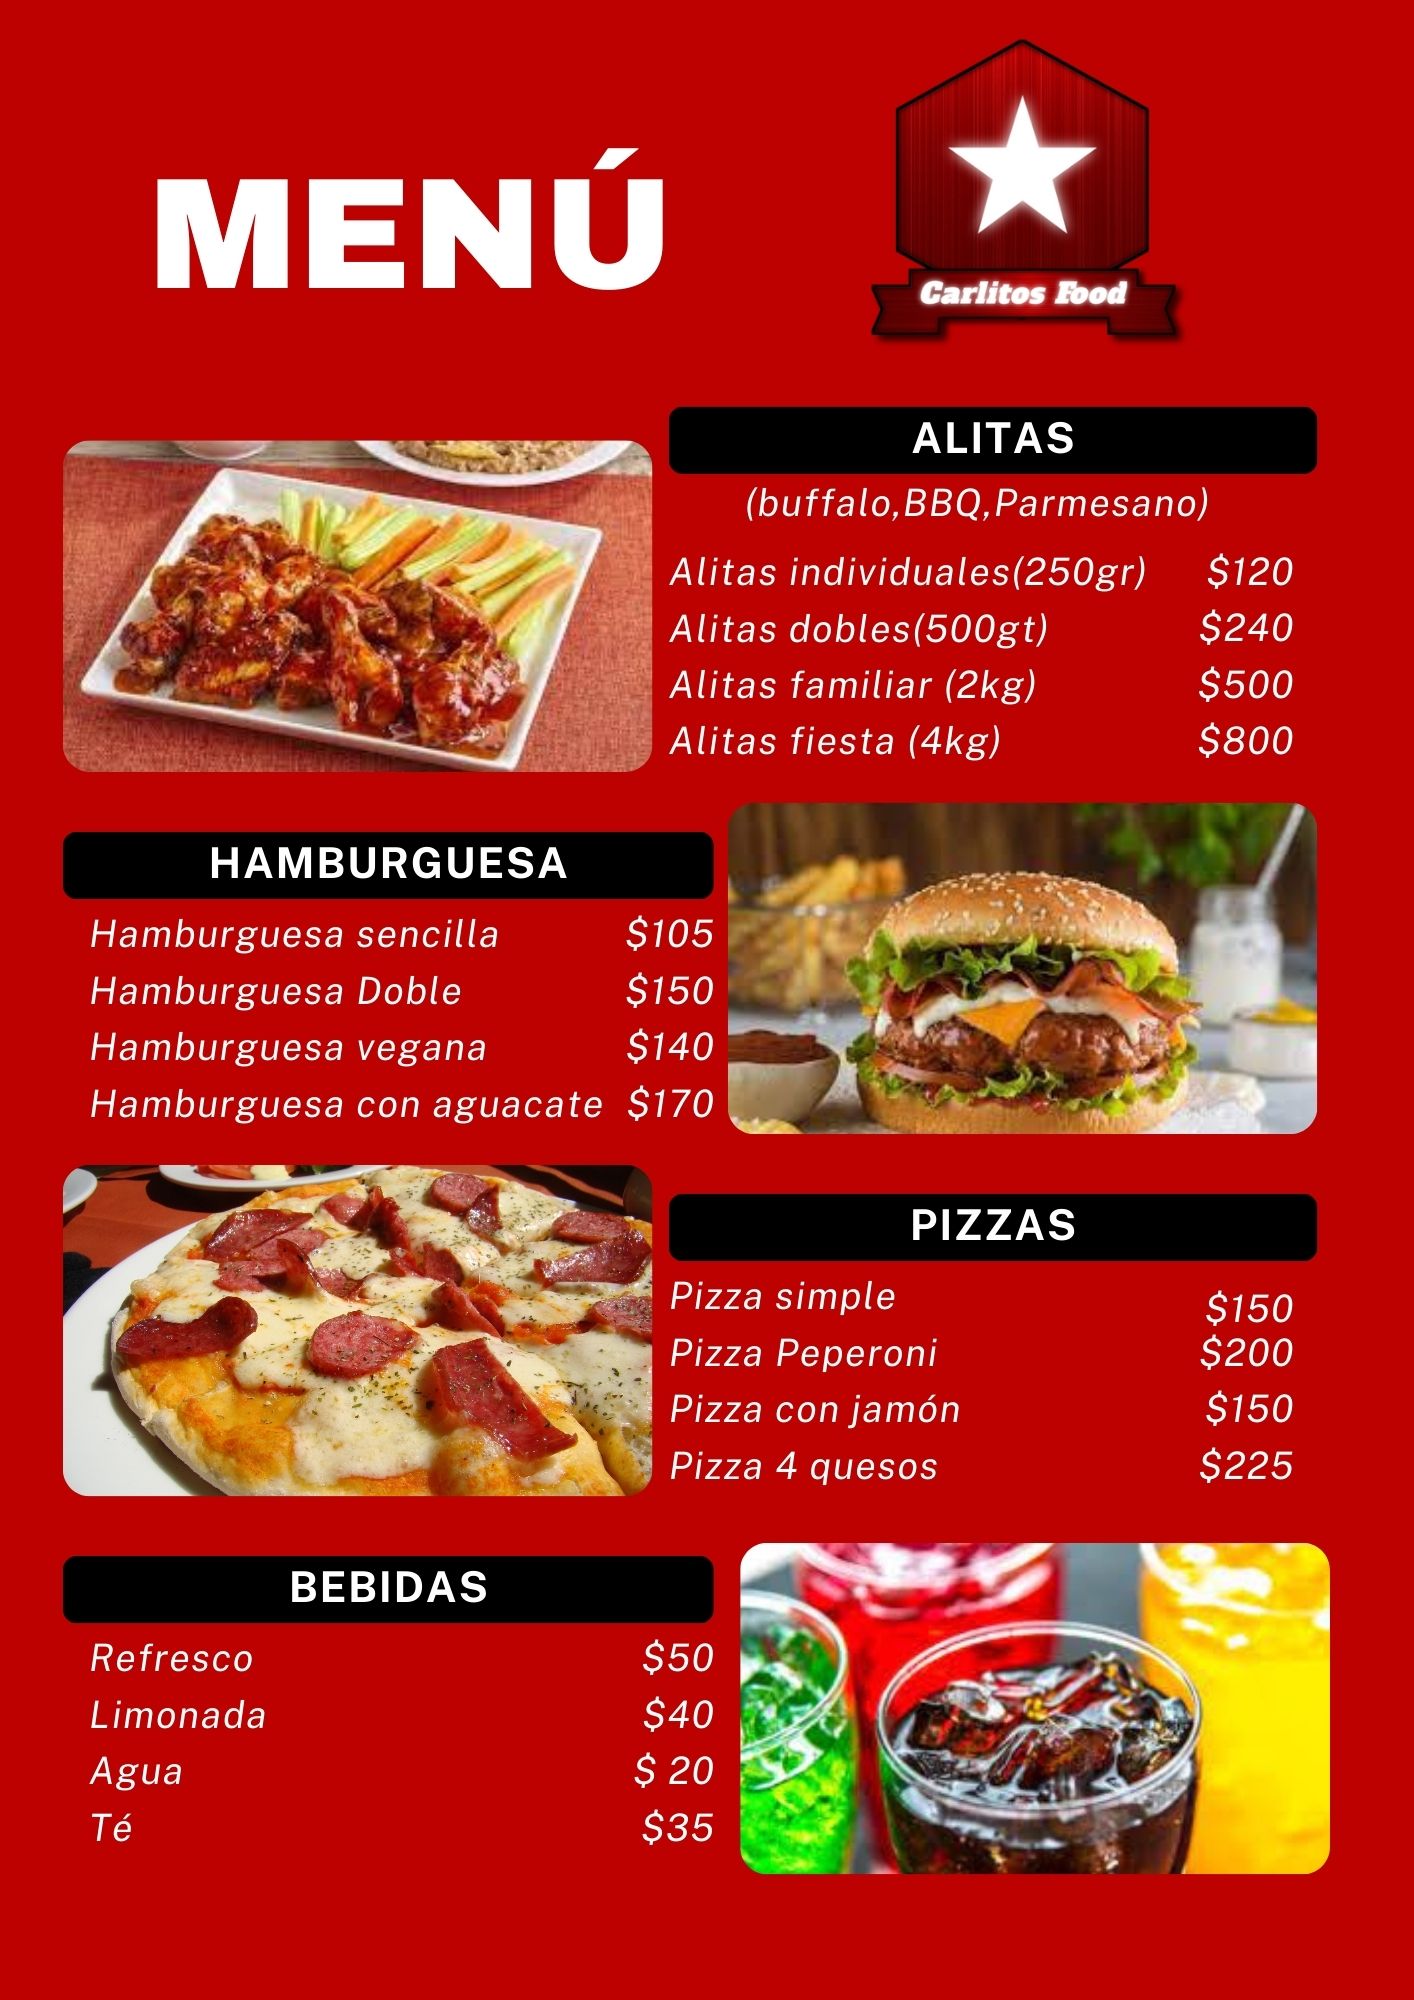 MENÚ
Carlitos Food
ALITAS
(buffalo,BBQ,Parmesano)
Alitas individuales(250gr) $120
Alitas dobles(500gt) $240
Alitas familiar (2kg) $500
Alitas fiesta (4kg) $800
HAMBURGUESA
Hamburguesa sencilla $105
Hamburguesa Doble $150
Hamburguesa vegana $140
Hamburguesa con aguacate $170
PIZZAS
Pizza simple $150
Pizza Peperoni $200
Pizza con jamón $150
Pizza 4 quesos $225
BEBIDAS
Refresco $50
Limonada $40
Agua $ 20
Té $35